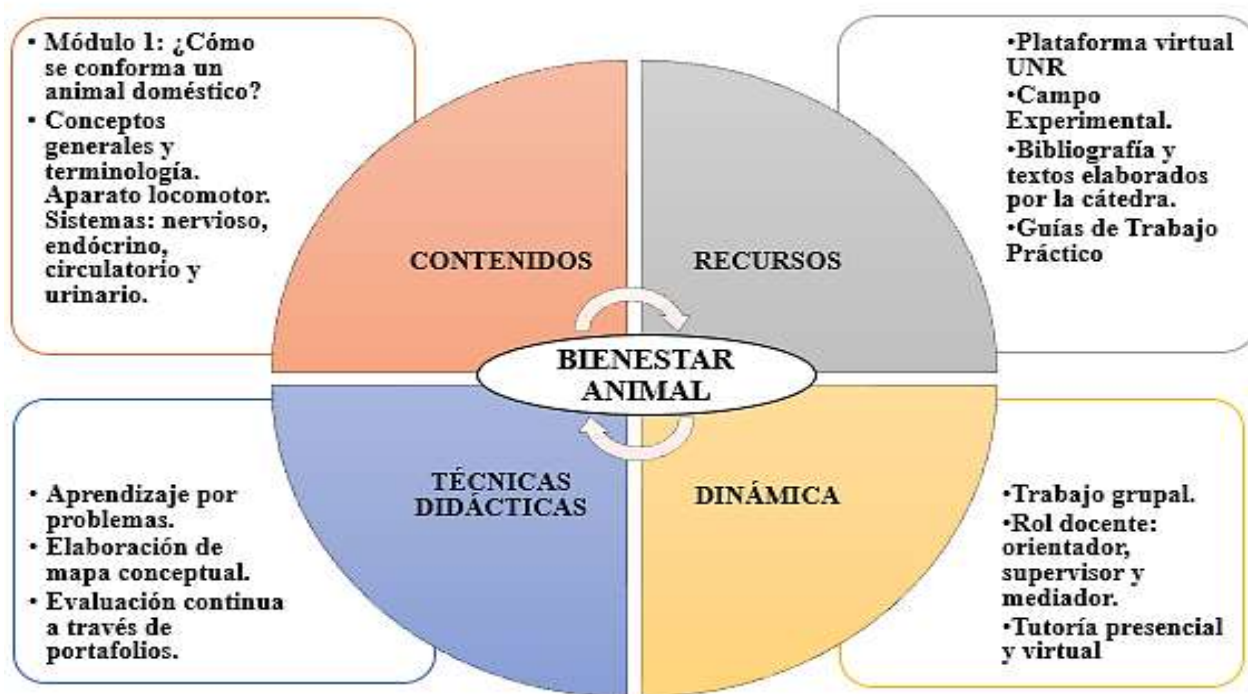 • Módulo 1: ¿Cómo
se conforma un
animal doméstico?
• Conceptos
generales y
terminología.
Aparato locomotor.
Sistemas: nervioso,
endócrino,
circulatorio y
urinario.
•Plataforma virtual
UNR
•Campo
Experimental.
•Bibliografía y
textos elaborados
por la cátedra.
•Guías de Trabajo
Práctico
CONTENIDOS
RECURSOS
BIENESTAR
ANIMAL
TÉCNICAS
DIDÁCTICAS
DINÁMICA
• Aprendizaje por
problemas.
• Elaboración de
mapa conceptual.
• Evaluación continua
a través de
portafolios.
•Trabajo grupal.
•Rol docente:
orientador,
supervisor y
mediador.
•Tutoría presencial
y virtual